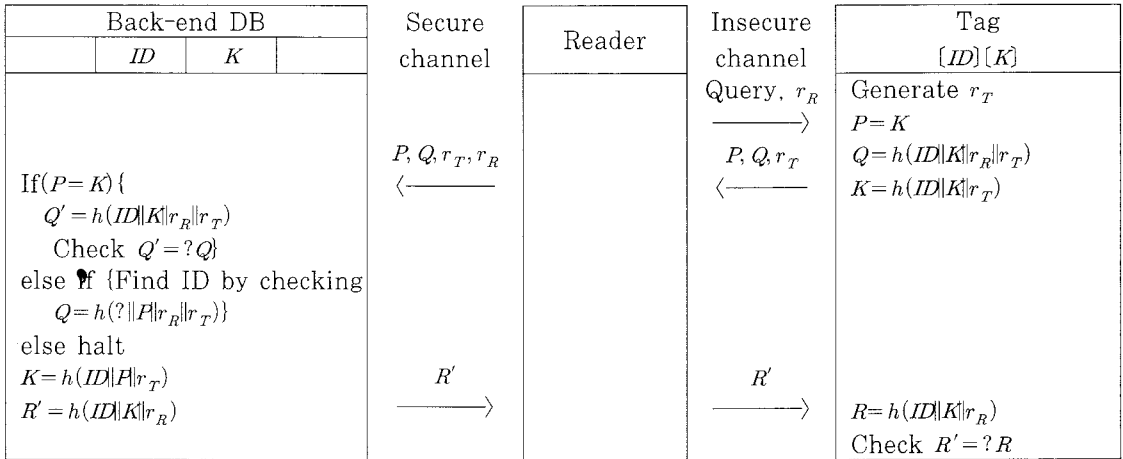 Back-end DB
ID K
Secure channel
Reader
Insecure channel
Tag
[ID][K]
Query, r_R
Generate r_T
P=K
P, Q, r_T, r_R
P, Q, r_T
Q=h(ID‖K‖r_R‖r_T)
K=h(ID‖K‖r_T)
If(P=K){
Q′=h(ID‖K‖r_R‖r_T)
Check Q′=?Q}
else if {Find ID by checking
Q=h(?‖P‖r_R‖r_T)}
else halt
K=h(ID‖P‖r_T)
R′=h(ID‖K‖r_R)
R′
R′
R=h(ID‖K‖r_R)
Check R′=?R